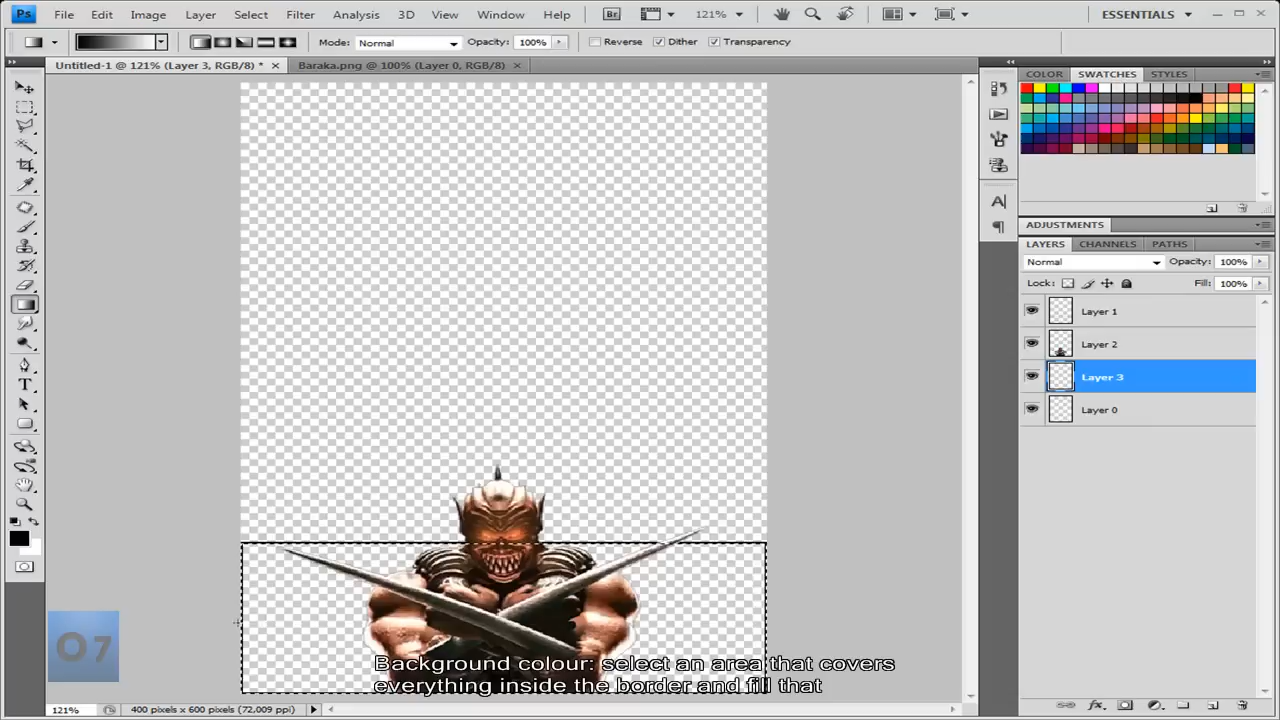 Ps File Edit Image Layer Select Filter Analysis 3D View Window Help Br 121% ESSENTIALS
Mode: Normal Opacity: 100% Reverse Dither Transparency
Untitled-1 @ 121% (Layer 3, RGB/8) * × Baraka.png @ 100% (Layer 0, RGB/8) ×
COLOR SWATCHES STYLES
ADJUSTMENTS
LAYERS CHANNELS PATHS
Normal Opacity: 100%
Lock: Fill: 100%
Layer 1
Layer 2
Layer 3
Layer 0
07
Background colour: select an area that covers
everything inside the border and fill that
121% 400 pixels x 600 pixels (72,009 ppi)